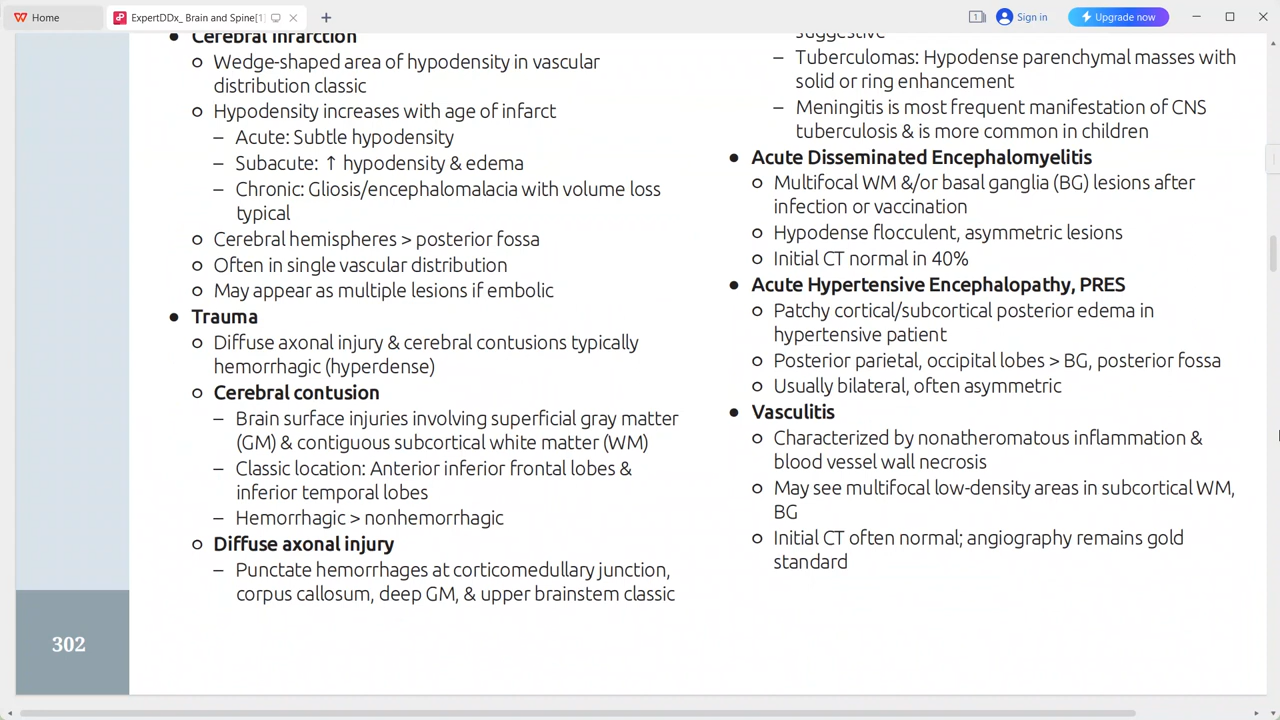 Home
ExpertDDx_ Brain and Spine[1]
1
Sign in
Upgrade now
Cerebral infarction
Wedge-shaped area of hypodensity in vascular
distribution classic
Hypodensity increases with age of infarct
– Acute: Subtle hypodensity
– Subacute: ↑ hypodensity & edema
– Chronic: Gliosis/encephalomalacia with volume loss
typical
Cerebral hemispheres > posterior fossa
Often in single vascular distribution
May appear as multiple lesions if embolic
Trauma
Diffuse axonal injury & cerebral contusions typically
hemorrhagic (hyperdense)
Cerebral contusion
– Brain surface injuries involving superficial gray matter
(GM) & contiguous subcortical white matter (WM)
– Classic location: Anterior inferior frontal lobes &
inferior temporal lobes
– Hemorrhagic > nonhemorrhagic
Diffuse axonal injury
– Punctate hemorrhages at corticomedullary junction,
corpus callosum, deep GM, & upper brainstem classic
suggestive
– Tuberculomas: Hypodense parenchymal masses with
solid or ring enhancement
– Meningitis is most frequent manifestation of CNS
tuberculosis & is more common in children
Acute Disseminated Encephalomyelitis
Multifocal WM &/or basal ganglia (BG) lesions after
infection or vaccination
Hypodense flocculent, asymmetric lesions
Initial CT normal in 40%
Acute Hypertensive Encephalopathy, PRES
Patchy cortical/subcortical posterior edema in
hypertensive patient
Posterior parietal, occipital lobes > BG, posterior fossa
Usually bilateral, often asymmetric
Vasculitis
Characterized by nonatheromatous inflammation &
blood vessel wall necrosis
May see multifocal low-density areas in subcortical WM,
BG
Initial CT often normal; angiography remains gold
standard
302